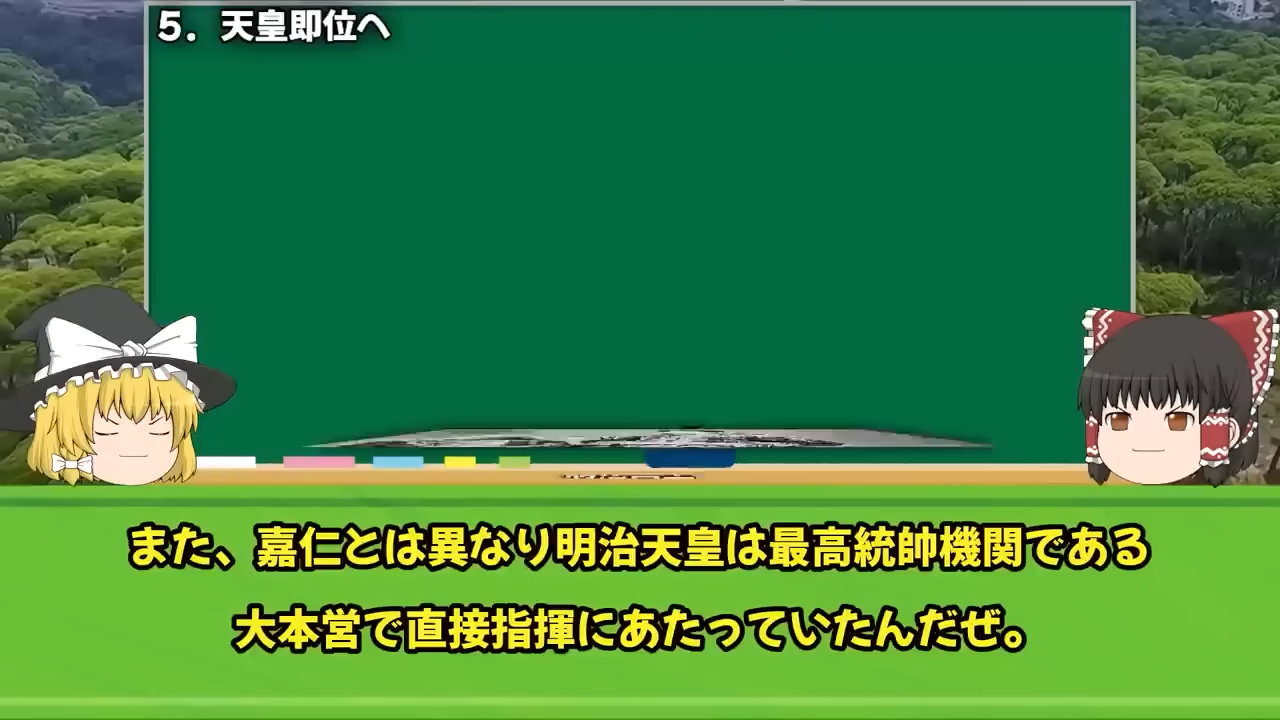 5. 天皇即位へ
また、嘉仁とは異なり明治天皇は最高統帥機関である
大本営で直接指揮にあたっていたんだぜ。